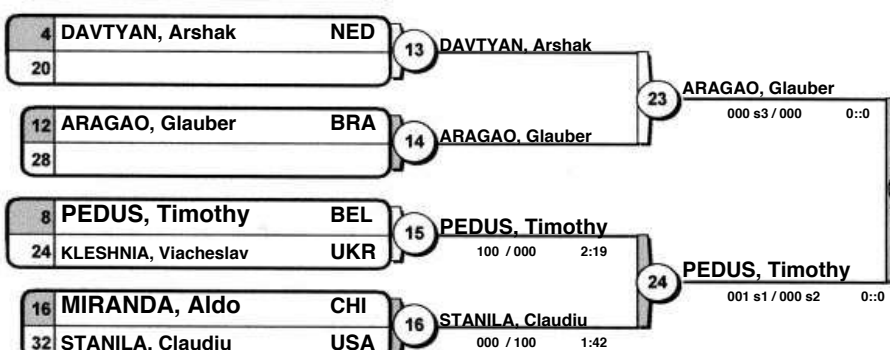 4 DAVTYAN, Arshak NED
20
13
DAVTYAN, Arshak
12 ARAGAO, Glauber BRA
28
14
ARAGAO, Glauber
23
ARAGAO, Glauber
000 s3 / 000 0::0
8 PEDUS, Timothy BEL
24 KLESHNIA, Viacheslav UKR
15
PEDUS, Timothy
100 / 000 2:19
16 MIRANDA, Aldo CHI
32 STANILA, Claudiu USA
16
STANILA, Claudiu
000 / 100 1:42
24
PEDUS, Timothy
001 s1 / 000 s2 0::0